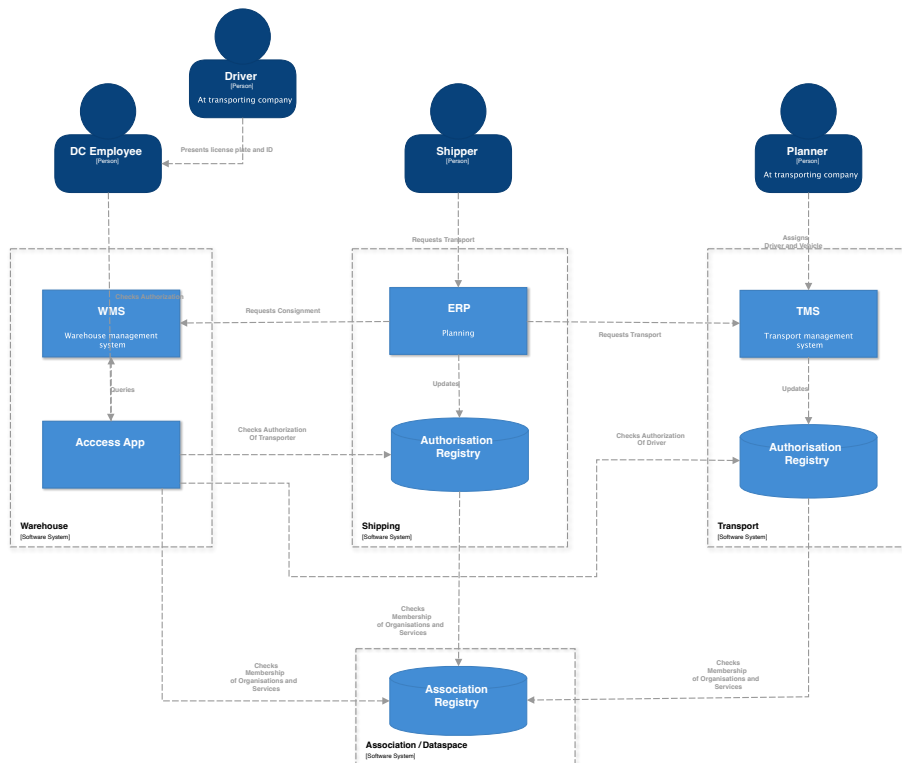 Driver
[Person]
At transporting company
DC Employee
[Person]
Presents license plate and ID
Shipper
[Person]
Planner
[Person]
At transporting company
Requests Transport
Assigns
Driver and Vehicle
WMS
Warehouse management
system
Checks Authorisation
Requests Consignment
ERP
Planning
Requests Transport
TMS
Transport management
system
Queries
Updates
Updates
Acccess App
Checks Authorization
Of Transporter
Authorisation
Registry
Checks Authorization
Of Driver
Authorisation
Registry
Warehouse
[Software System]
Shipping
[Software System]
Transport
[Software System]
Checks
Membership
of Organisations and
Services
Checks
Membership
of Organisations and
Services
Association
Registry
Checks
Membership
of Organisations and
Services
Association / Dataspace
[Software System]